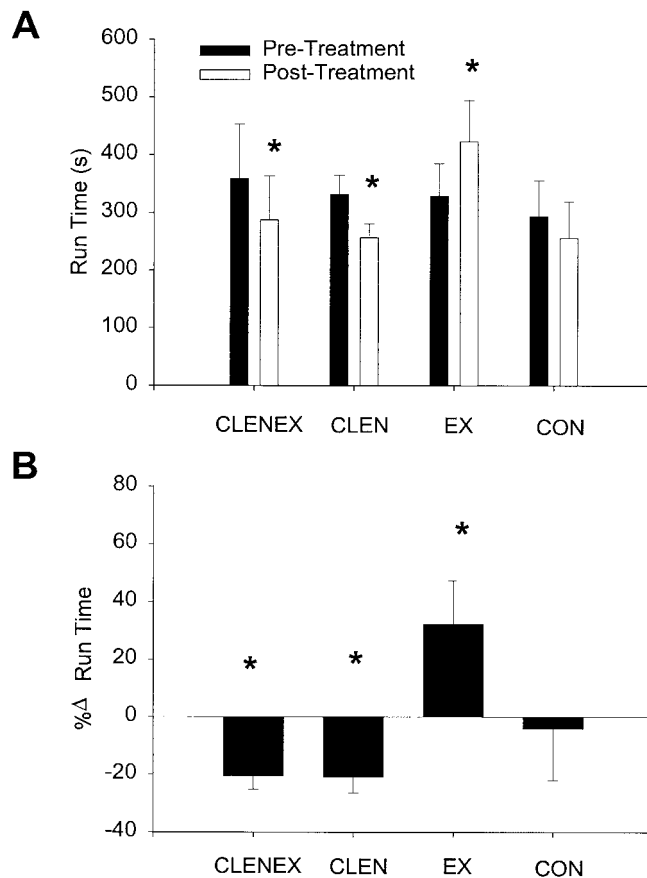 A
600
500
400
300
200
100
0
Run Time (s)
Pre-Treatment
Post-Treatment
*
*
*
CLENEX CLEN EX CON
B
80
60
40
20
0
-20
-40
%Δ Run Time
*
*
*
CLENEX CLEN EX CON